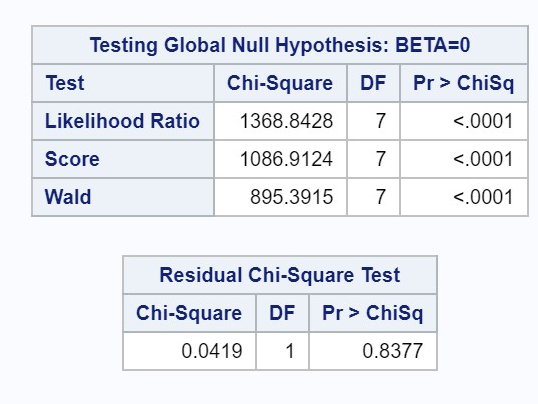 Testing Global Null Hypothesis: BETA=0
Test Chi-Square DF Pr > ChiSq
Likelihood Ratio 1368.8428 7 <.0001
Score 1086.9124 7 <.0001
Wald 895.3915 7 <.0001
Residual Chi-Square Test
Chi-Square DF Pr > ChiSq
0.0419 1 0.8377